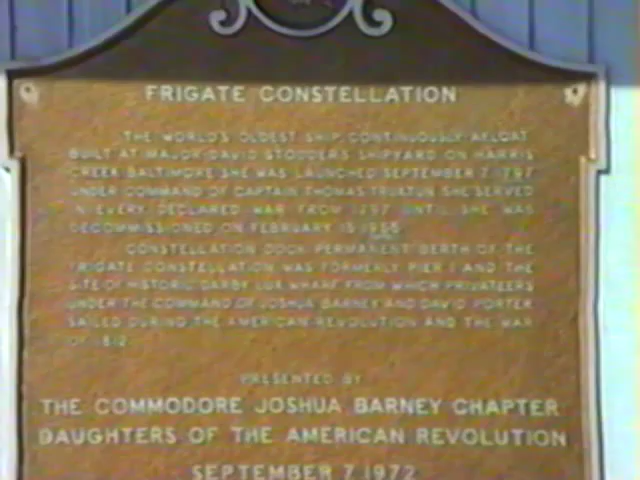 FRIGATE CONSTELLATION
THE WORLD'S OLDEST SHIP CONTINUOUSLY AFLOAT
BUILT AT MAJOR DAVID STODDER'S SHIPYARD ON HARRIS
CREEK BALTIMORE SHE WAS LAUNCHED SEPTEMBER 7 1797
UNDER COMMAND OF CAPTAIN THOMAS TRUXTUN SHE SERVED
IN EVERY DECLARED WAR FROM 1797 UNTIL SHE WAS
DECOMMISSIONED ON FEBRUARY 15 1955
CONSTELLATION DOCK PERMANENT BERTH OF THE
FRIGATE CONSTELLATION WAS FORMERLY PIER 1 AND THE
SITE OF HISTORIC DARBY LUX WHARF FROM WHICH PRIVATEERS
UNDER THE COMMAND OF JOSHUA BARNEY AND DAVID PORTER
SAILED DURING THE AMERICAN REVOLUTION AND THE WAR
OF 1812
PRESENTED BY
THE COMMODORE JOSHUA BARNEY CHAPTER
DAUGHTERS OF THE AMERICAN REVOLUTION
SEPTEMBER 7 1972